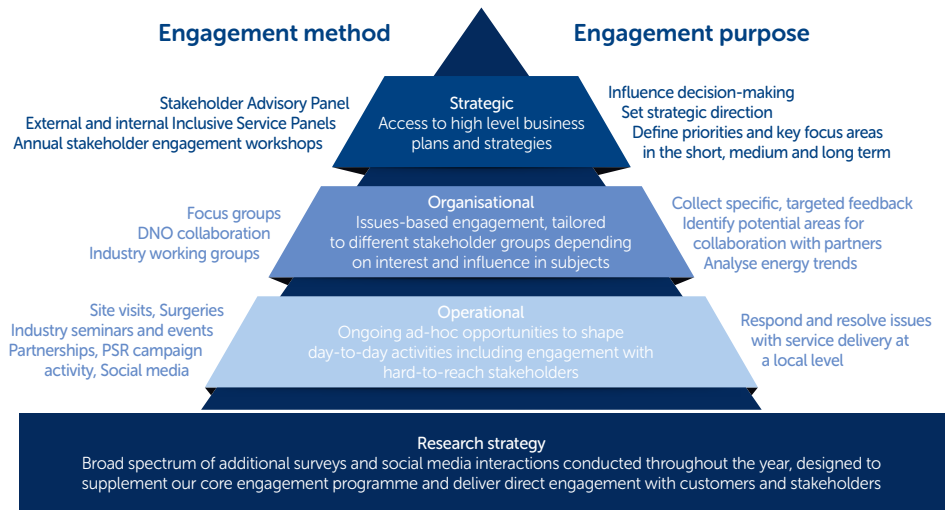 Engagement method
Engagement purpose
Stakeholder Advisory Panel
External and internal Inclusive Service Panels
Annual stakeholder engagement workshops
Strategic
Access to high level business
plans and strategies
Influence decision-making
Set strategic direction
Define priorities and key focus areas
in the short, medium and long term
Focus groups
DNO collaboration
Industry working groups
Organisational
Issues-based engagement, tailored
to different stakeholder groups depending
on interest and influence in subjects
Collect specific, targeted feedback
Identify potential areas for
collaboration with partners
Analyse energy trends
Site visits, Surgeries
Industry seminars and events
Partnerships, PSR campaign
activity, Social media
Operational
Ongoing ad-hoc opportunities to shape
day-to-day activities including engagement with
hard-to-reach stakeholders
Respond and resolve issues
with service delivery at
a local level
Research strategy
Broad spectrum of additional surveys and social media interactions conducted throughout the year, designed to
supplement our core engagement programme and deliver direct engagement with customers and stakeholders